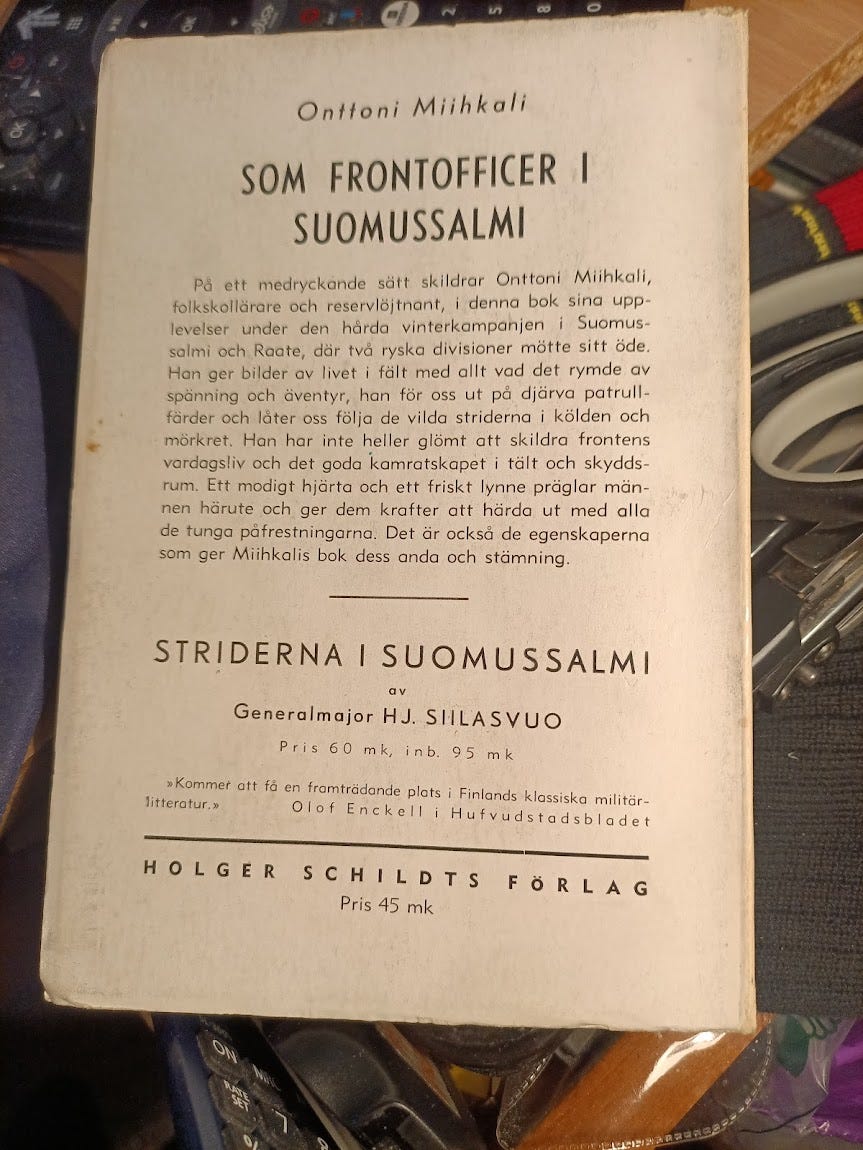 Onttoni Miihkali
SOM FRONTOFFICER I
SUOMUSSALMI
På ett medryckande sätt skildrar Onttoni Miihkali,
folkskollärare och reservlöjtnant, i denna bok sina upp-
levelser under den hårda vinterkampanjen i Suomus-
salmi och Raate, där två ryska divisioner mötte sitt öde.
Han ger bilder av livet i fält med allt vad det rymde av
spänning och äventyr, han för oss ut på djärva patrull-
färder och låter oss följa de vilda striderna i kölden och
mörkret. Han har inte heller glömt att skildra frontens
vardagsliv och det goda kamratskapet i tält och skydds-
rum. Ett modigt hjärta och ett friskt lynne präglar män-
nen härute och ger dem krafter att härda ut med alla
de tunga påfrestningarna. Det är också de egenskaperna
som ger Miihkalis bok dess anda och stämning.
STRIDERNA I SUOMUSSALMI
av
Generalmajor HJ. SIILASVUO
Pris 60 mk, inb. 95 mk
»Kommer att få en framträdande plats i Finlands klassiska militär-
litteratur.» Olof Enckell i Hufvudstadsbladet
HOLGER SCHILDTS FÖRLAG
Pris 45 mk
OK
OK
ON
RATE
SET
%